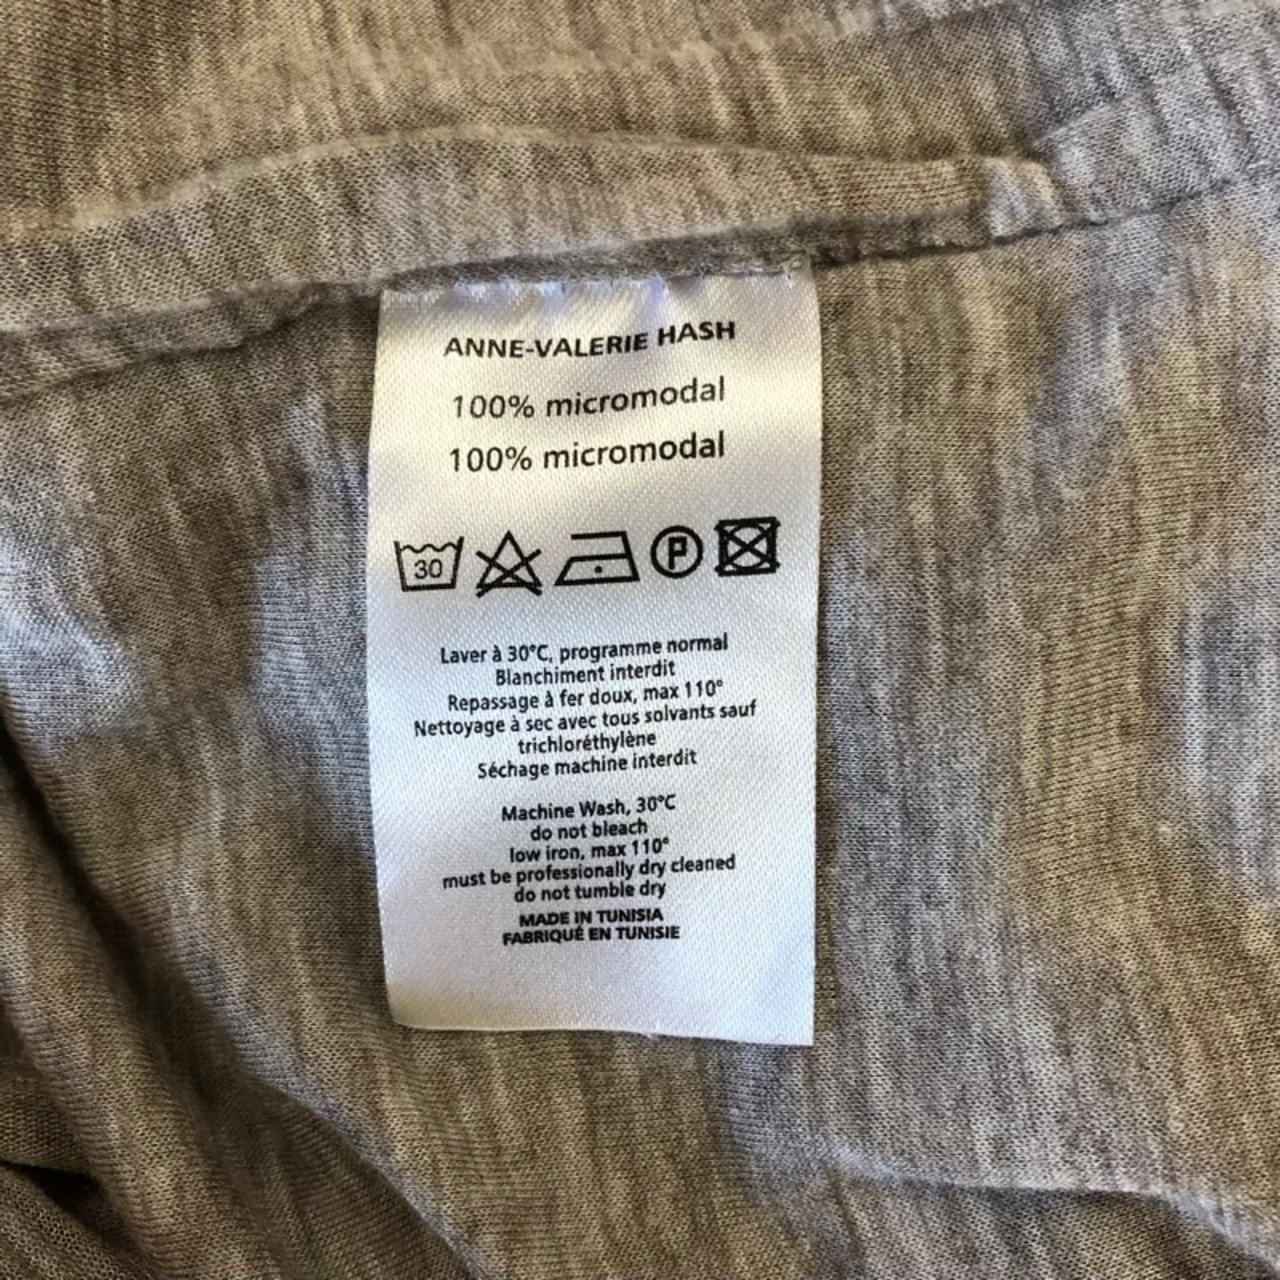 ANNE-VALERIE HASH
100% micromodal
100% micromodal
30 P
Laver à 30°C, programme normal
Blanchiment interdit
Repassage à fer doux, max 110°
Nettoyage à sec avec tous solvants sauf
trichloréthylène
Séchage machine interdit
Machine Wash, 30°C
do not bleach
low iron, max 110°
must be professionally dry cleaned
do not tumble dry
MADE IN TUNISIA
FABRIQUÉ EN TUNISIE